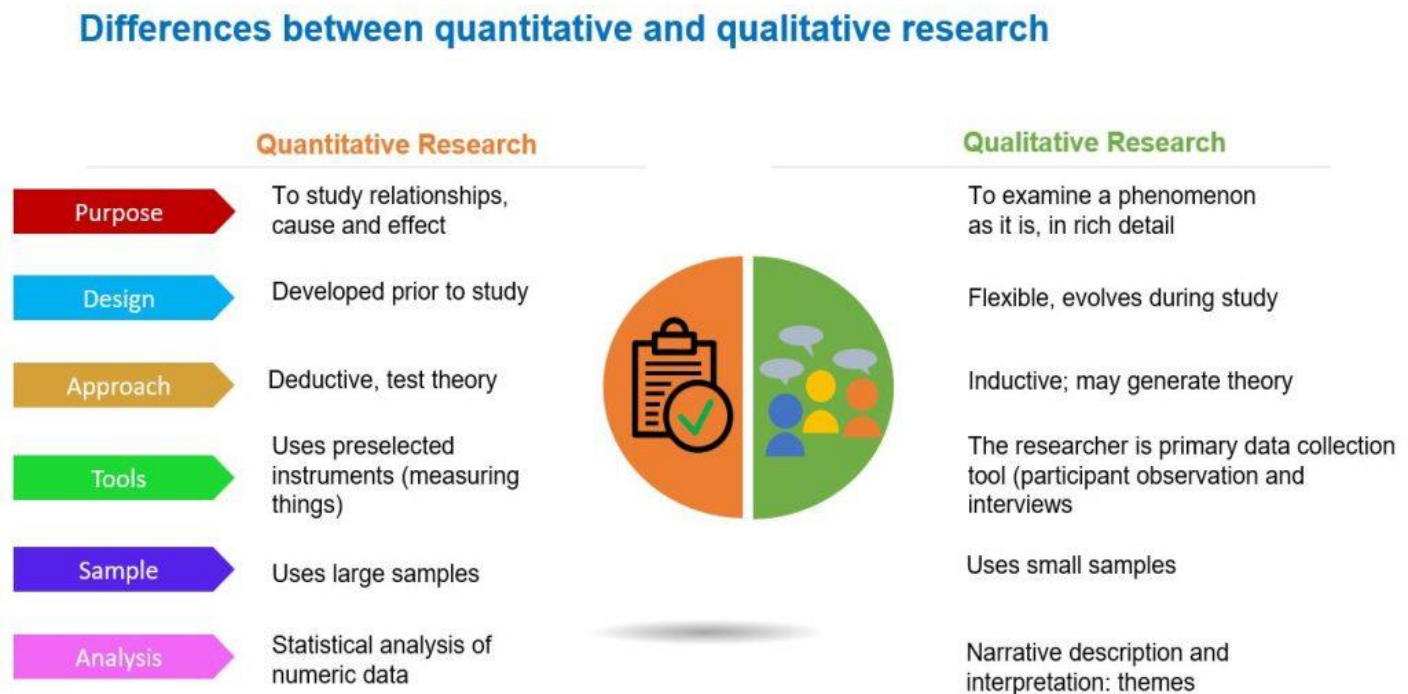 Differences between quantitative and qualitative research
Quantitative Research
Qualitative Research
Purpose
To study relationships,
cause and effect
To examine a phenomenon
as it is, in rich detail
Design
Developed prior to study
Flexible, evolves during study
Approach
Deductive, test theory
Inductive; may generate theory
Tools
Uses preselected
instruments (measuring
things)
The researcher is primary data collection
tool (participant observation and
interviews
Sample
Uses large samples
Uses small samples
Analysis
Statistical analysis of
numeric data
Narrative description and
interpretation: themes